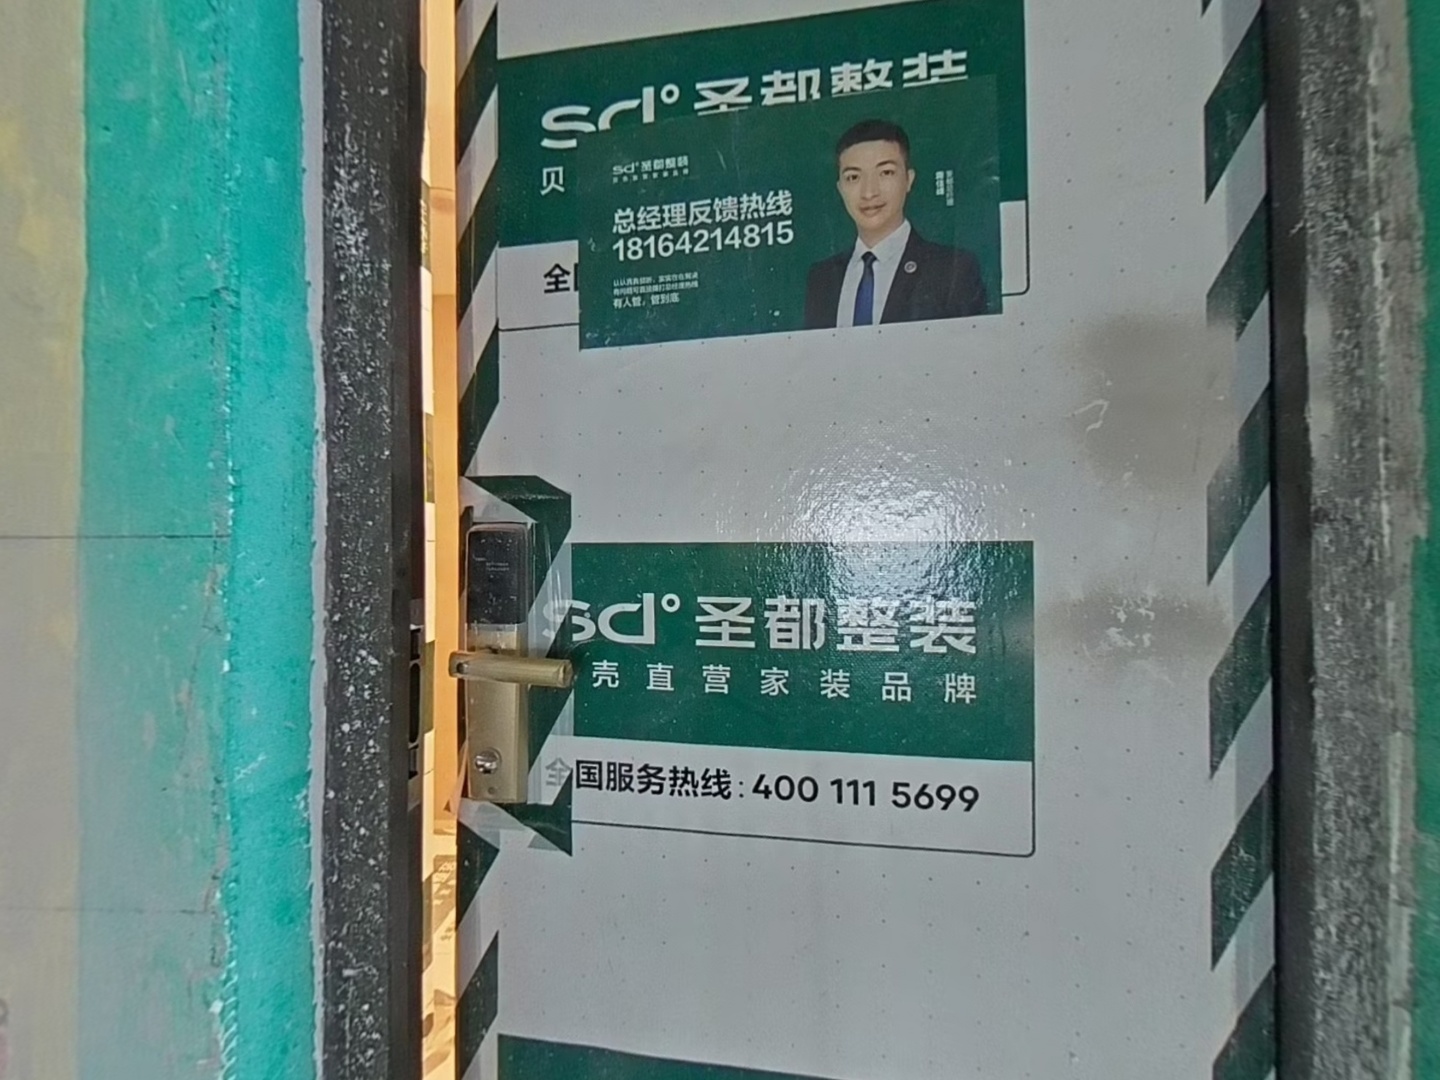 sd°圣都整装
贝
sd°圣都整装
总经理反馈热线
18164214815
有人管，管到底
全
sd°圣都整装
壳直营家装品牌
全国服务热线:400 111 5699